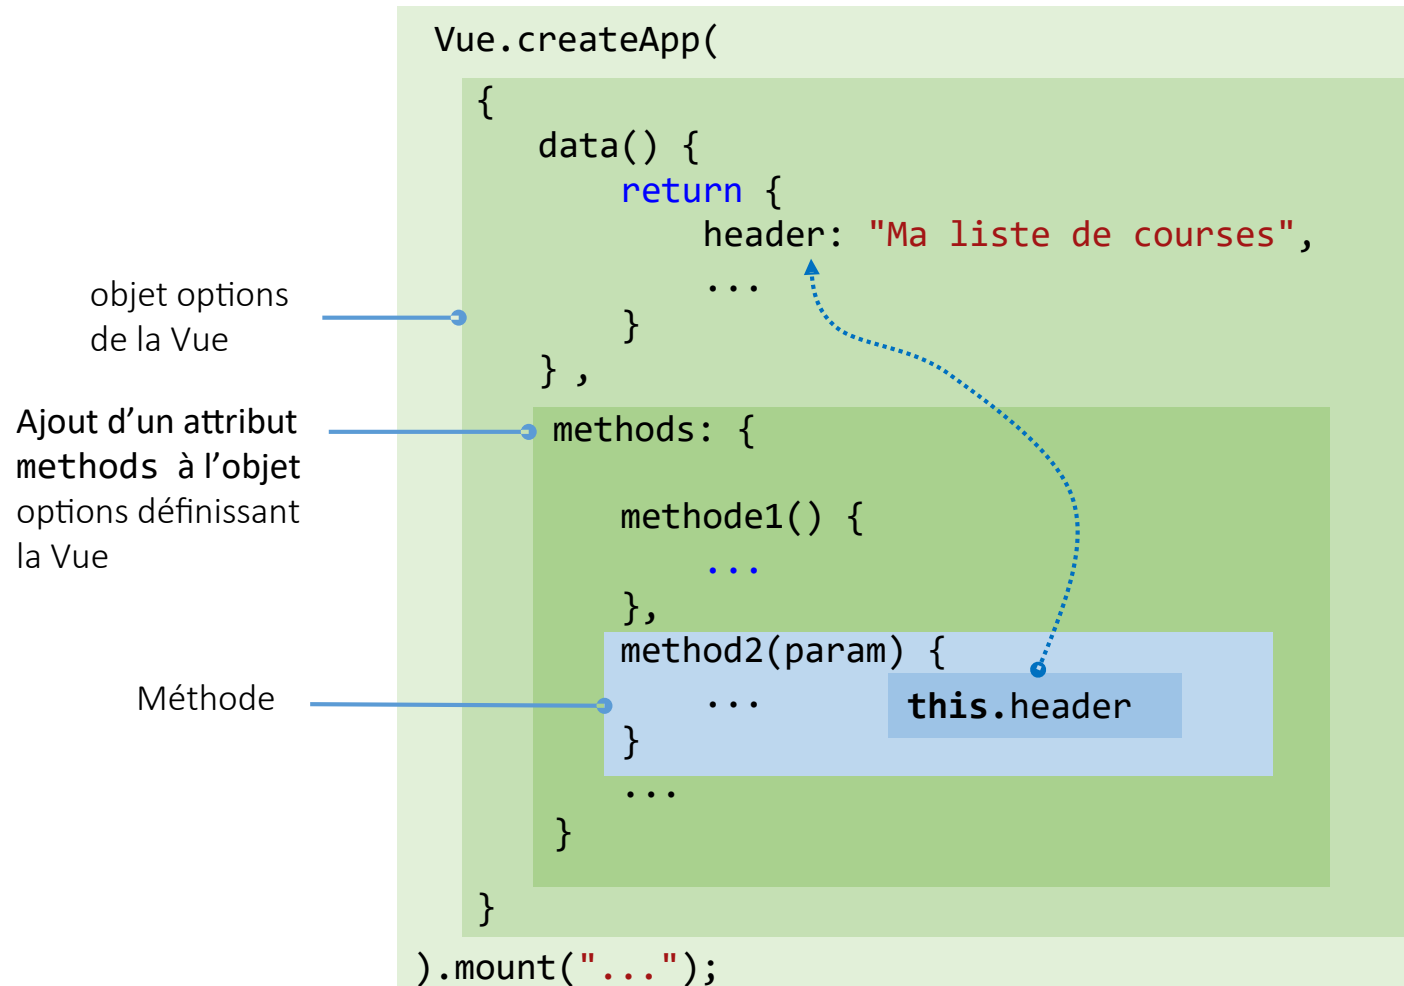 Vue.createApp(
{
data() {
return {
header: "Ma liste de courses",
...
}
} ,
objet options
de la Vue
Ajout d’un attribut
methods à l’objet
options définissant
la Vue
methods: {
methode1() {
...
},
method2(param) {
... this.header
}
Méthode
...
}
}
).mount("...");